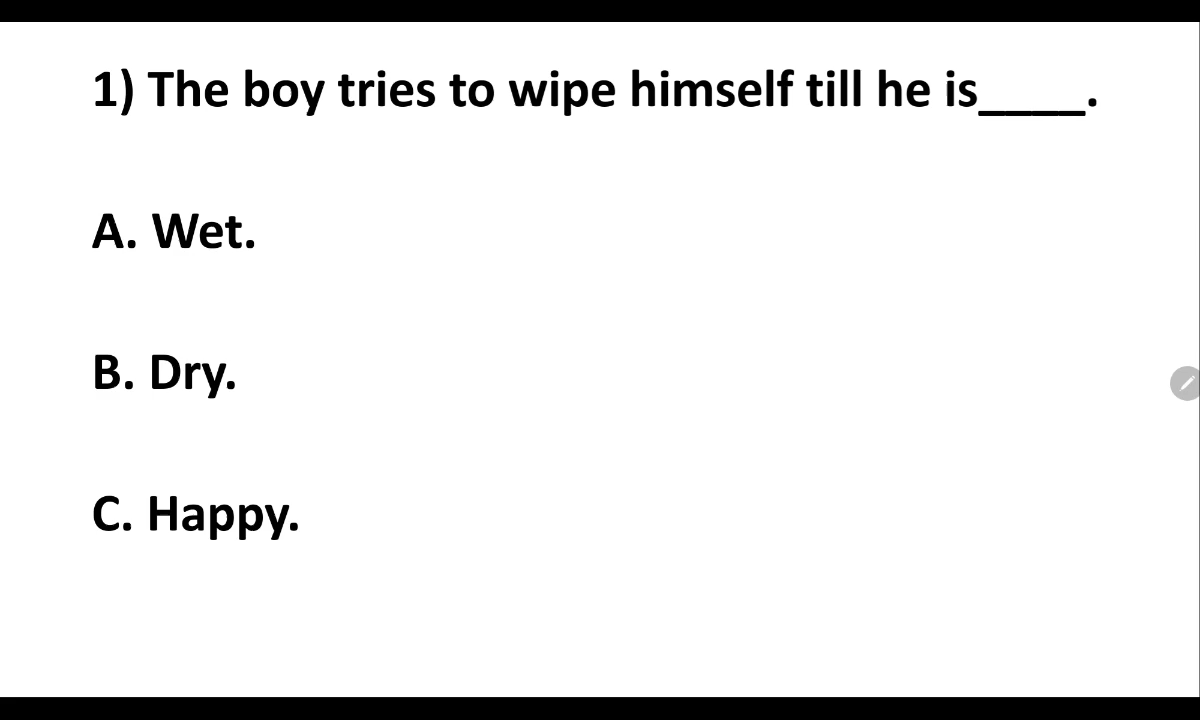 1) The boy tries to wipe himself till he is____.
A. Wet.
B. Dry.
C. Happy.